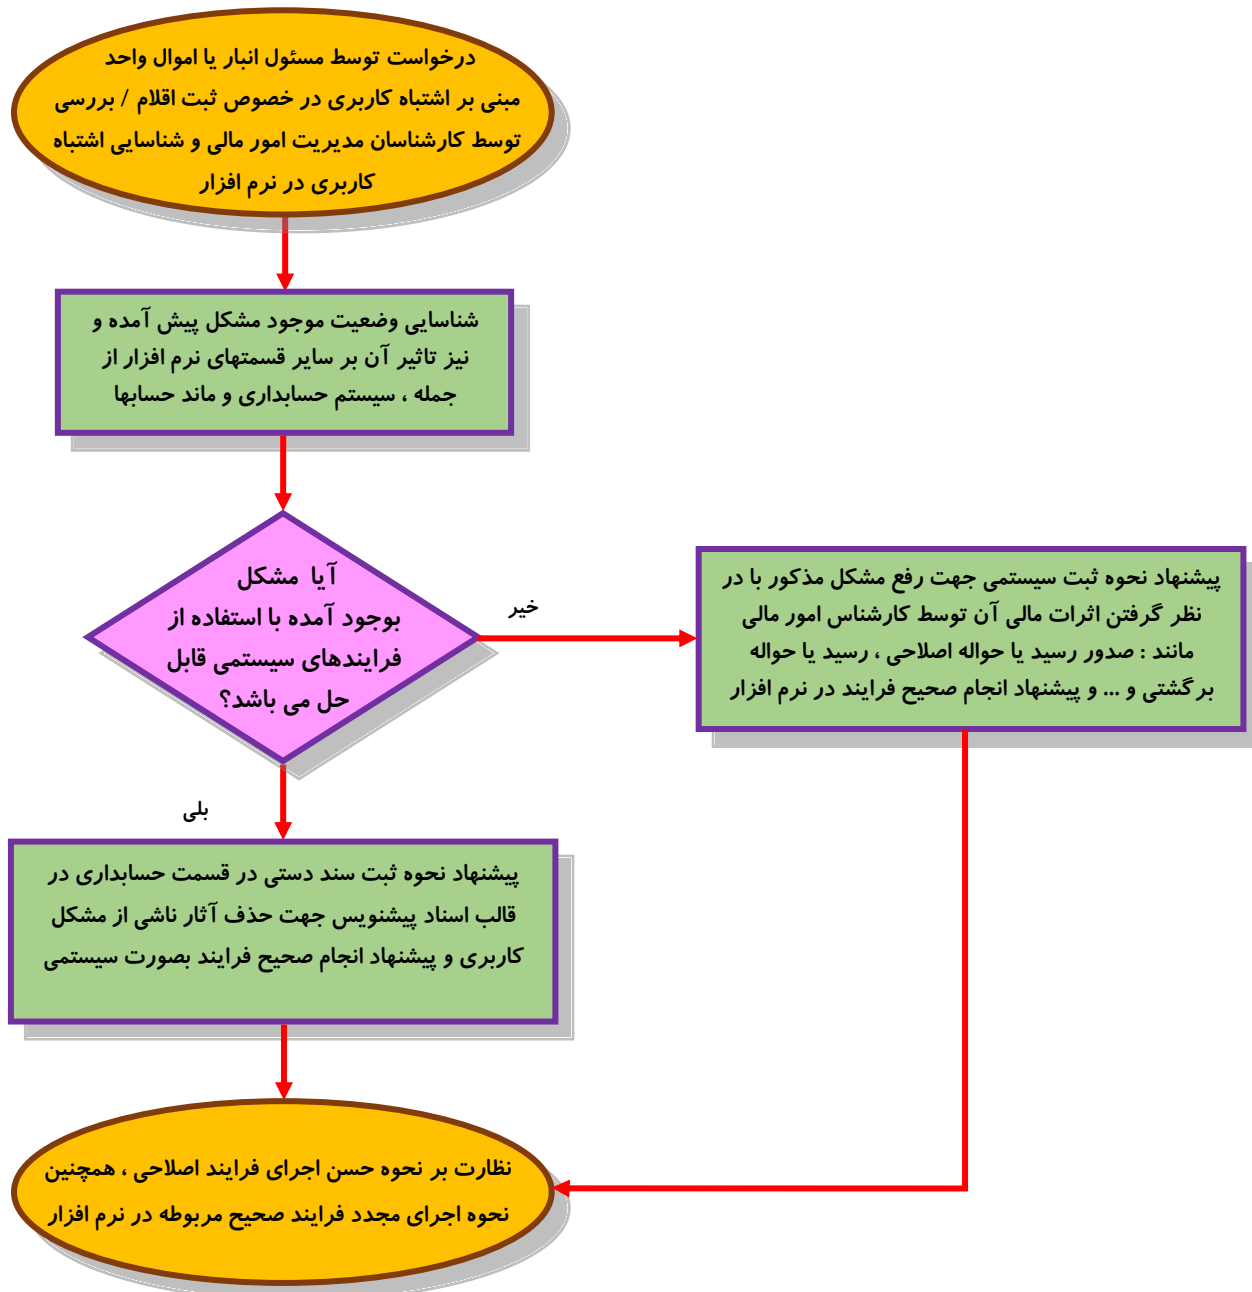 درخواست توسط مسئول انبار یا اموال واحد
مبنی بر اشتباه کاربری در خصوص ثبت اقلام / بررسی
توسط کارشناسان مدیریت امور مالی و شناسایی اشتباه
کاربری در نرم افزار
شناسایی وضعیت موجود مشکل پیش آمده و
نیز تاثیر آن بر سایر قسمتهای نرم افزار از
جمله ، سیستم حسابداری و ماند حسابها
آیا مشکل
بوجود آمده با استفاده از
فرایندهای سیستمی قابل
حل می باشد؟
خیر
پیشنهاد نحوه ثبت سیستمی جهت رفع مشکل مذکور با در
نظر گرفتن اثرات مالی آن توسط کارشناس امور مالی
مانند : صدور رسید یا حواله اصلاحی ، رسید یا حواله
برگشتی و ... و پیشنهاد انجام صحیح فرایند در نرم افزار
بلی
پیشنهاد نحوه ثبت سند دستی در قسمت حسابداری در
قالب اسناد پیشنویس جهت حذف آثار ناشی از مشکل
کاربری و پیشنهاد انجام صحیح فرایند بصورت سیستمی
نظارت بر نحوه حسن اجرای فرایند اصلاحی ، همچنین
نحوه اجرای مجدد فرایند صحیح مربوطه در نرم افزار